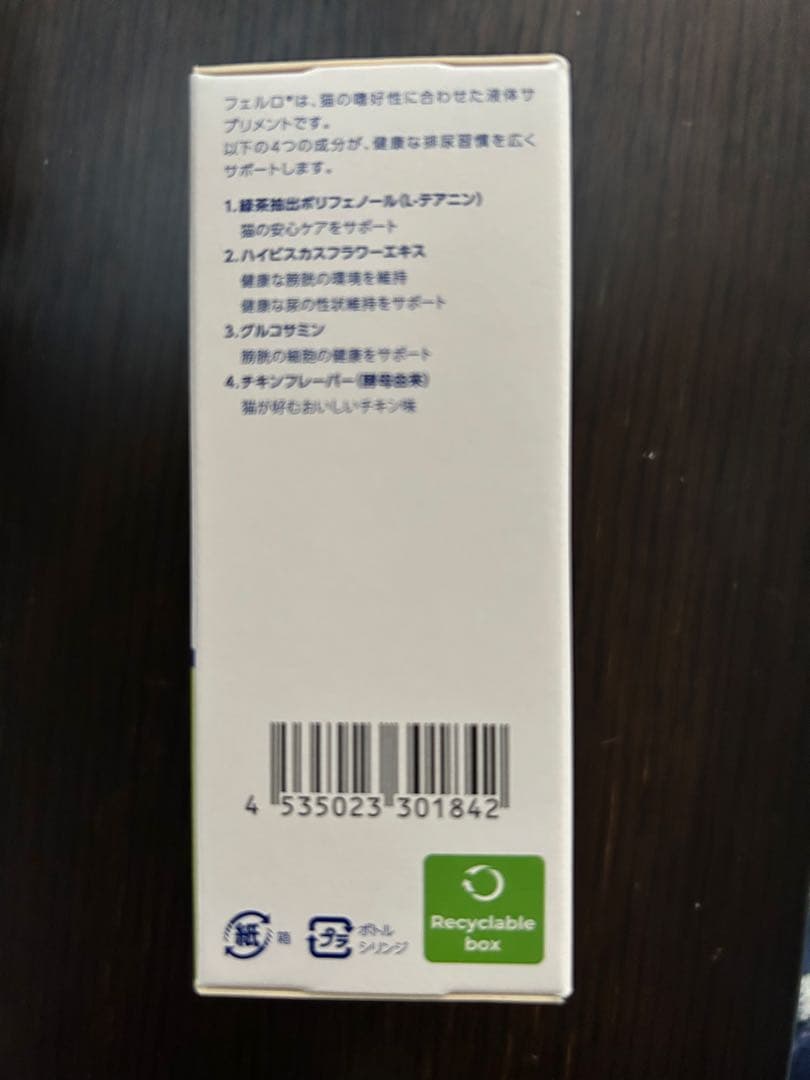 フェルロ®は、猫の嗜好性に合わせた液体サ
プリメントです。
以下の4つの成分が、健康な排尿習慣を広く
サポートします。
1.緑茶抽出ポリフェノール(L-テアニン)
猫の安心ケアをサポート
2.ハイビスカスフラワーエキス
健康な膀胱の環境を維持
健康な尿の性状維持をサポート
3.グルコサミン
膀胱の細胞の健康をサポート
4.チキンフレーバー(酵母由来)
猫が好むおいしいチキン味
4 535023 301842
紙 箱
プラ ボトル
シリンジ
Recyclable
box